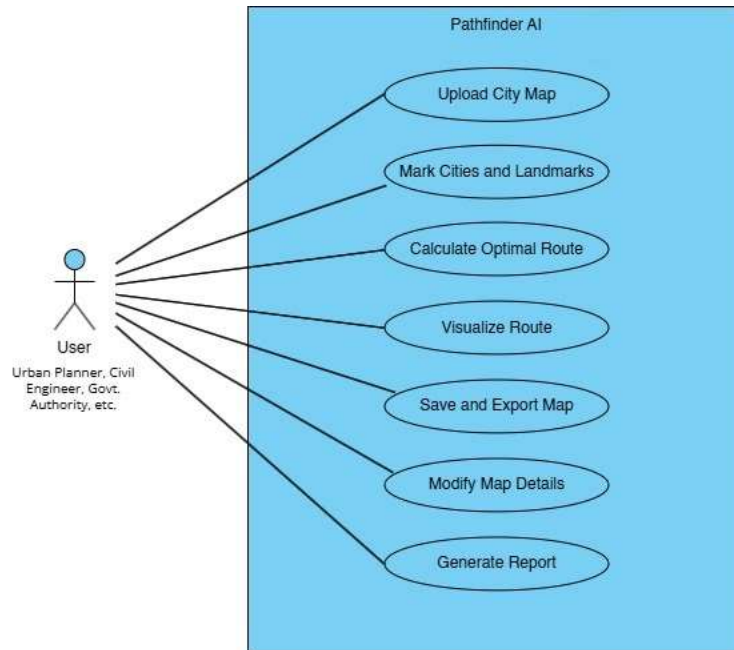 Pathfinder AI
Upload City Map
Mark Cities and Landmarks
Calculate Optimal Route
Visualize Route
Save and Export Map
Modify Map Details
Generate Report
User
Urban Planner, Civil
Engineer, Govt.
Authority, etc.